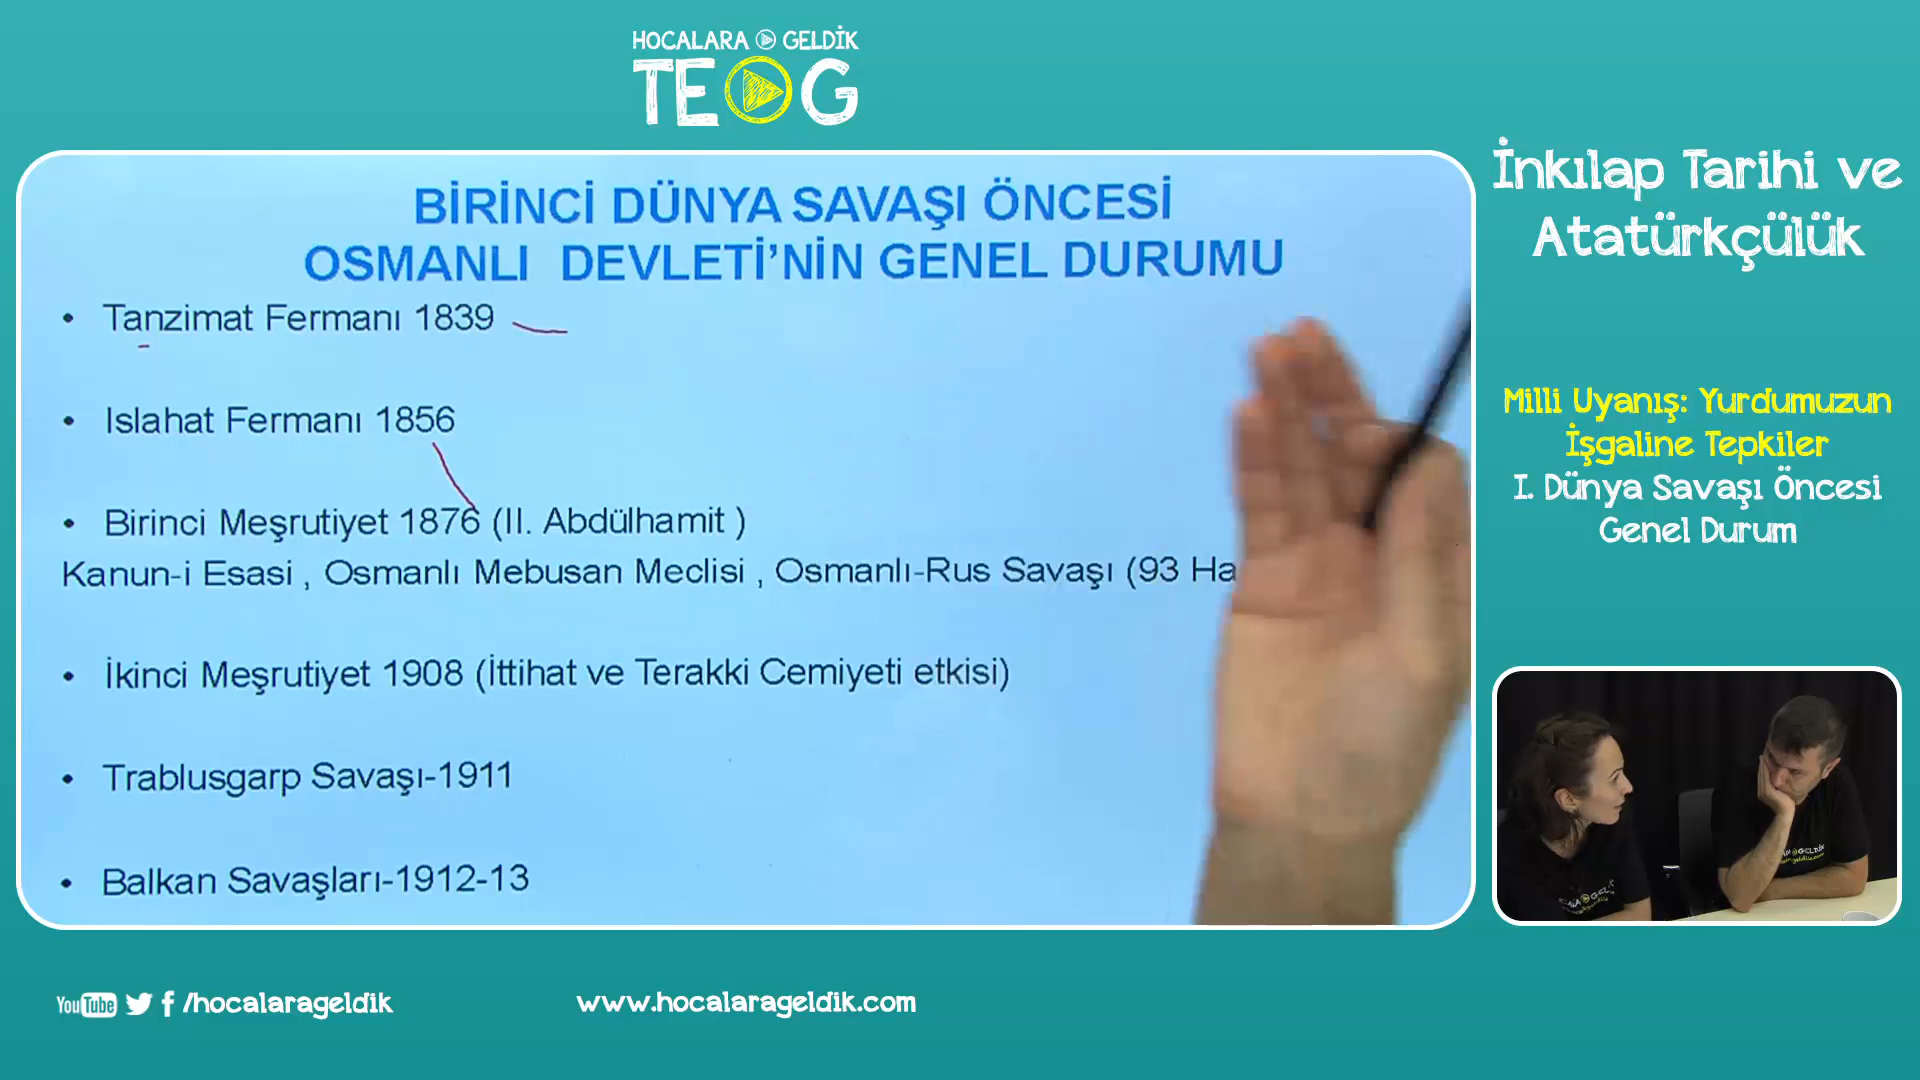 HOCALARA GELDİK
TEOG
BİRİNCİ DÜNYA SAVAŞI ÖNCESİ
OSMANLI DEVLETİ'NİN GENEL DURUMU
• Tanzimat Fermanı 1839
• Islahat Fermanı 1856
• Birinci Meşrutiyet 1876 (II. Abdülhamit )
Kanun-i Esasi , Osmanlı Mebusan Meclisi , Osmanlı-Rus Savaşı (93 Ha
• İkinci Meşrutiyet 1908 (İttihat ve Terakki Cemiyeti etkisi)
• Trablusgarp Savaşı-1911
• Balkan Savaşları-1912-13
İnkılap Tarihi ve
Atatürkçülük
Milli Uyanış: Yurdumuzun
İşgaline Tepkiler
I. Dünya Savaşı Öncesi
Genel Durum
YouTube f /hocalarageldik
www.hocalarageldik.com